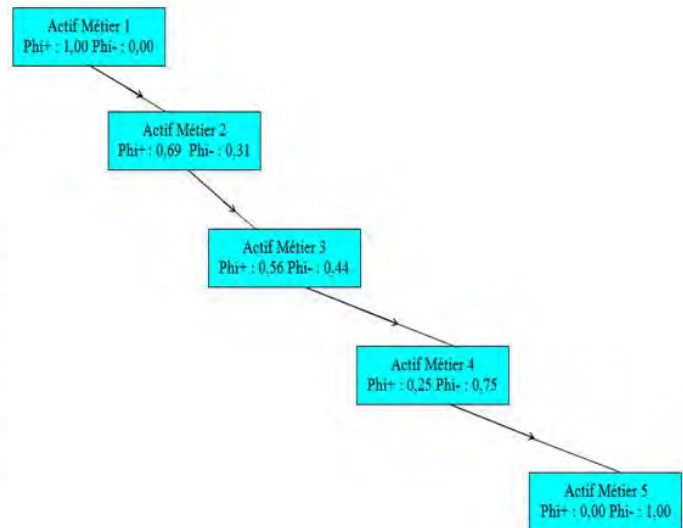 Actif Métier 1
Phi+ : 1,00 Phi- : 0,00
Actif Métier 2
Phi+ : 0,69 Phi- : 0,31
Actif Métier 3
Phi+ : 0,56 Phi- : 0,44
Actif Métier 4
Phi+ : 0,25 Phi- : 0,75
Actif Métier 5
Phi+ : 0,00 Phi- : 1,00